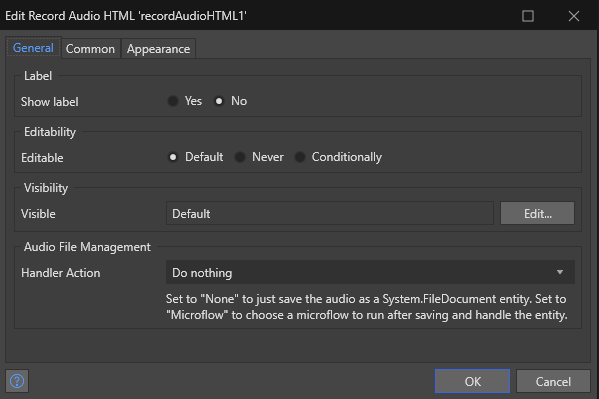 Edit Record Audio HTML 'recordAudioHTML1'
General Common Appearance
Label
Show label Yes No
Editability
Editable Default Never Conditionally
Visibility
Visible Default Edit...
Audio File Management
Handler Action Do nothing
Set to "None" to just save the audio as a System.FileDocument entity. Set to
"Microflow" to choose a microflow to run after saving and handle the entity.
? OK Cancel